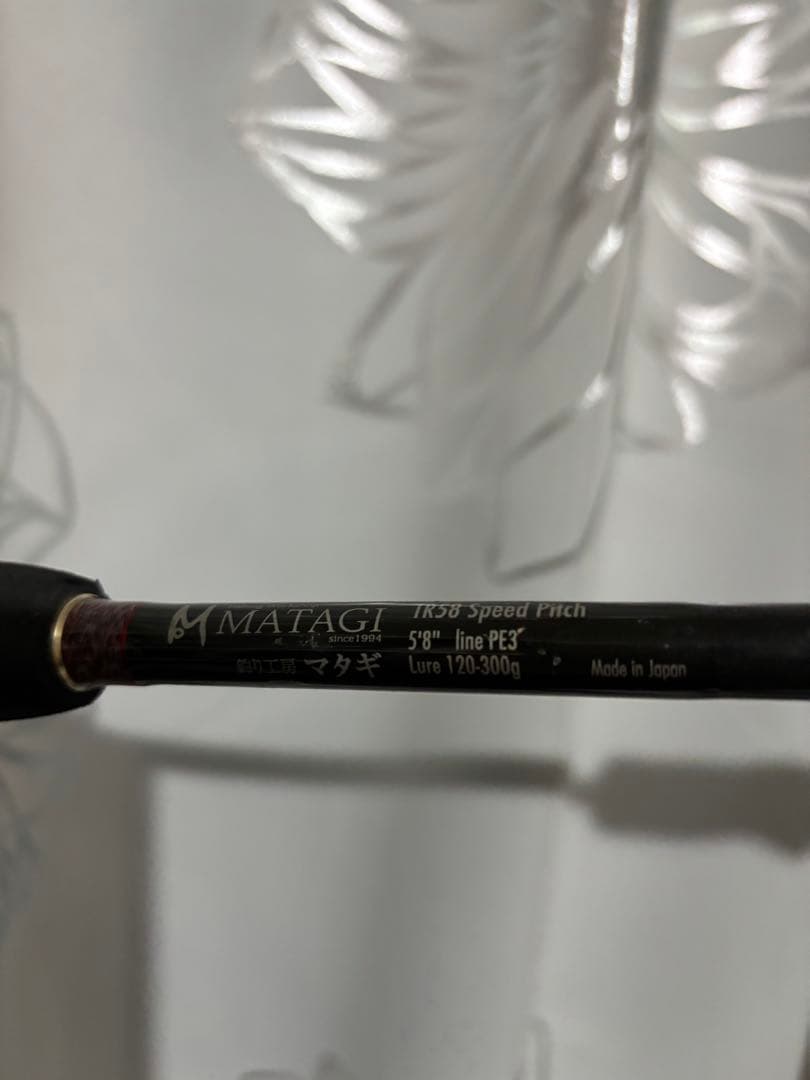 MATAGI
since1994
釣り工房 マタギ
TR58 Speed Pitch
5'8" line PE3
Lure 120-300g
Made in Japan